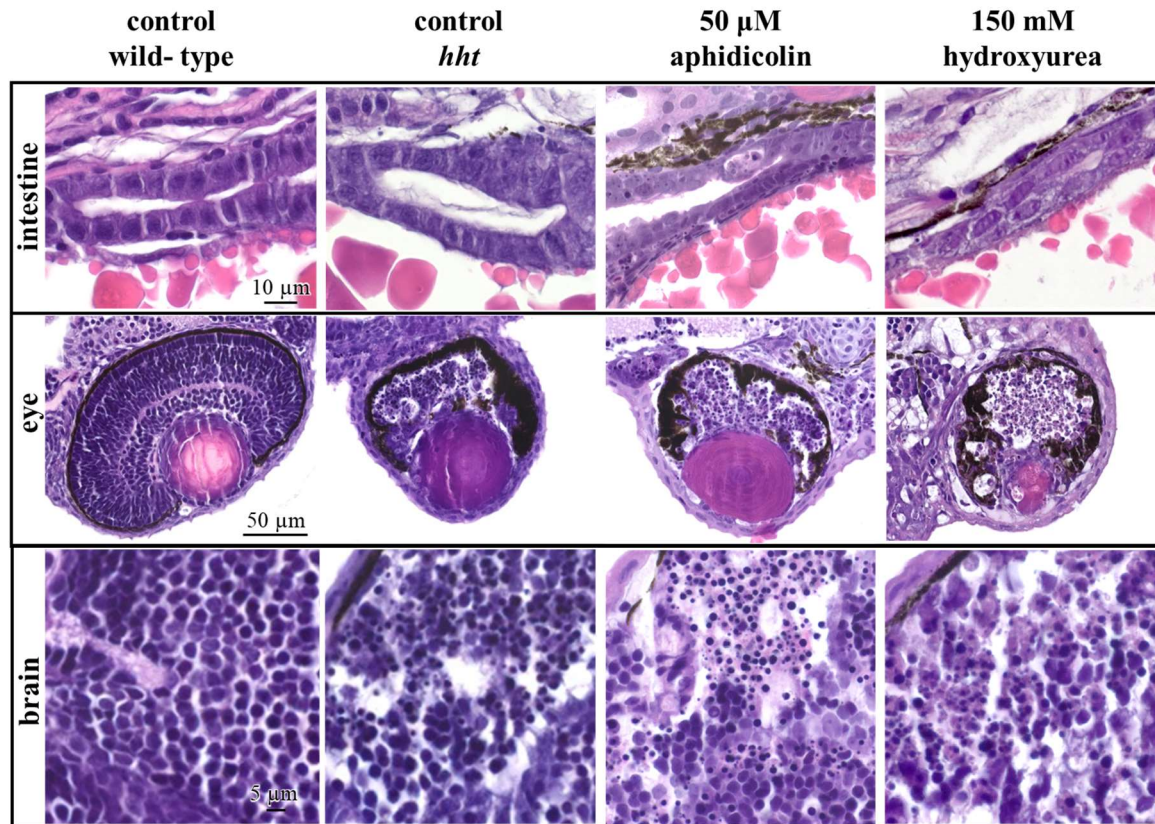 control
wild- type
control
hht
50 µM
aphidicolin
150 mM
hydroxyurea
intestine
10 µm
eye
50 µm
brain
5 µm